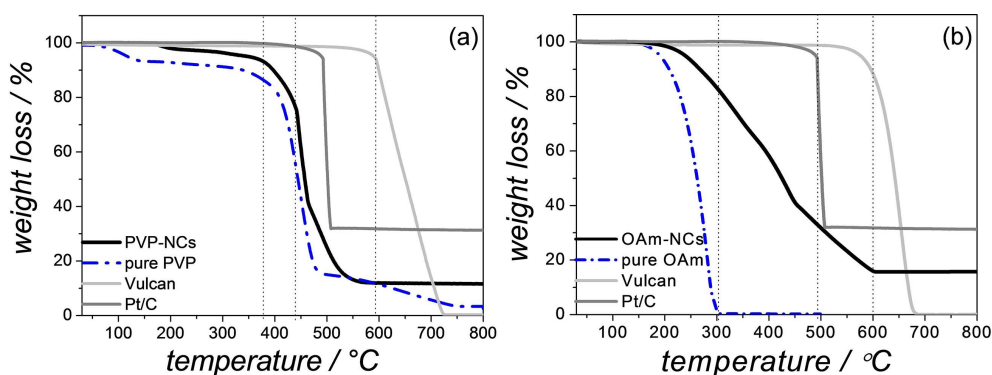 (a)
weight loss / %
100
80
60
40
20
0
PVP-NCs
pure PVP
Vulcan
Pt/C
100 200 300 400 500 600 700 800
temperature / °C
(b)
weight loss / %
100
80
60
40
20
0
OAm-NCs
pure OAm
Vulcan
Pt/C
100 200 300 400 500 600 700 800
temperature / °C